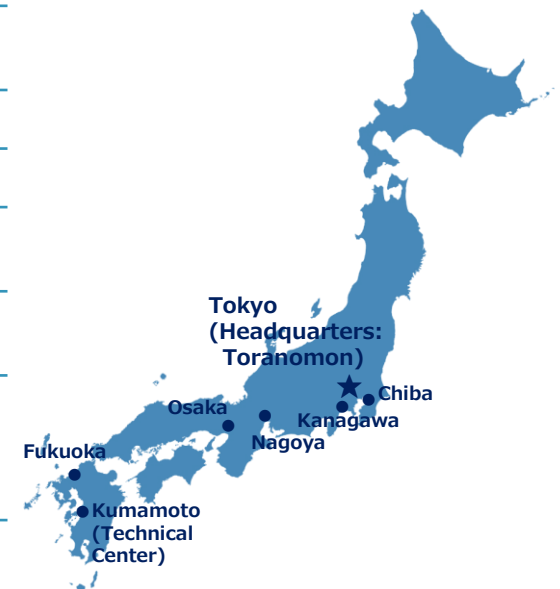 Tokyo
(Headquarters:
Toranomon)
Chiba
Osaka
Kanagawa
Nagoya
Fukuoka
Kumamoto
(Technical
Center)